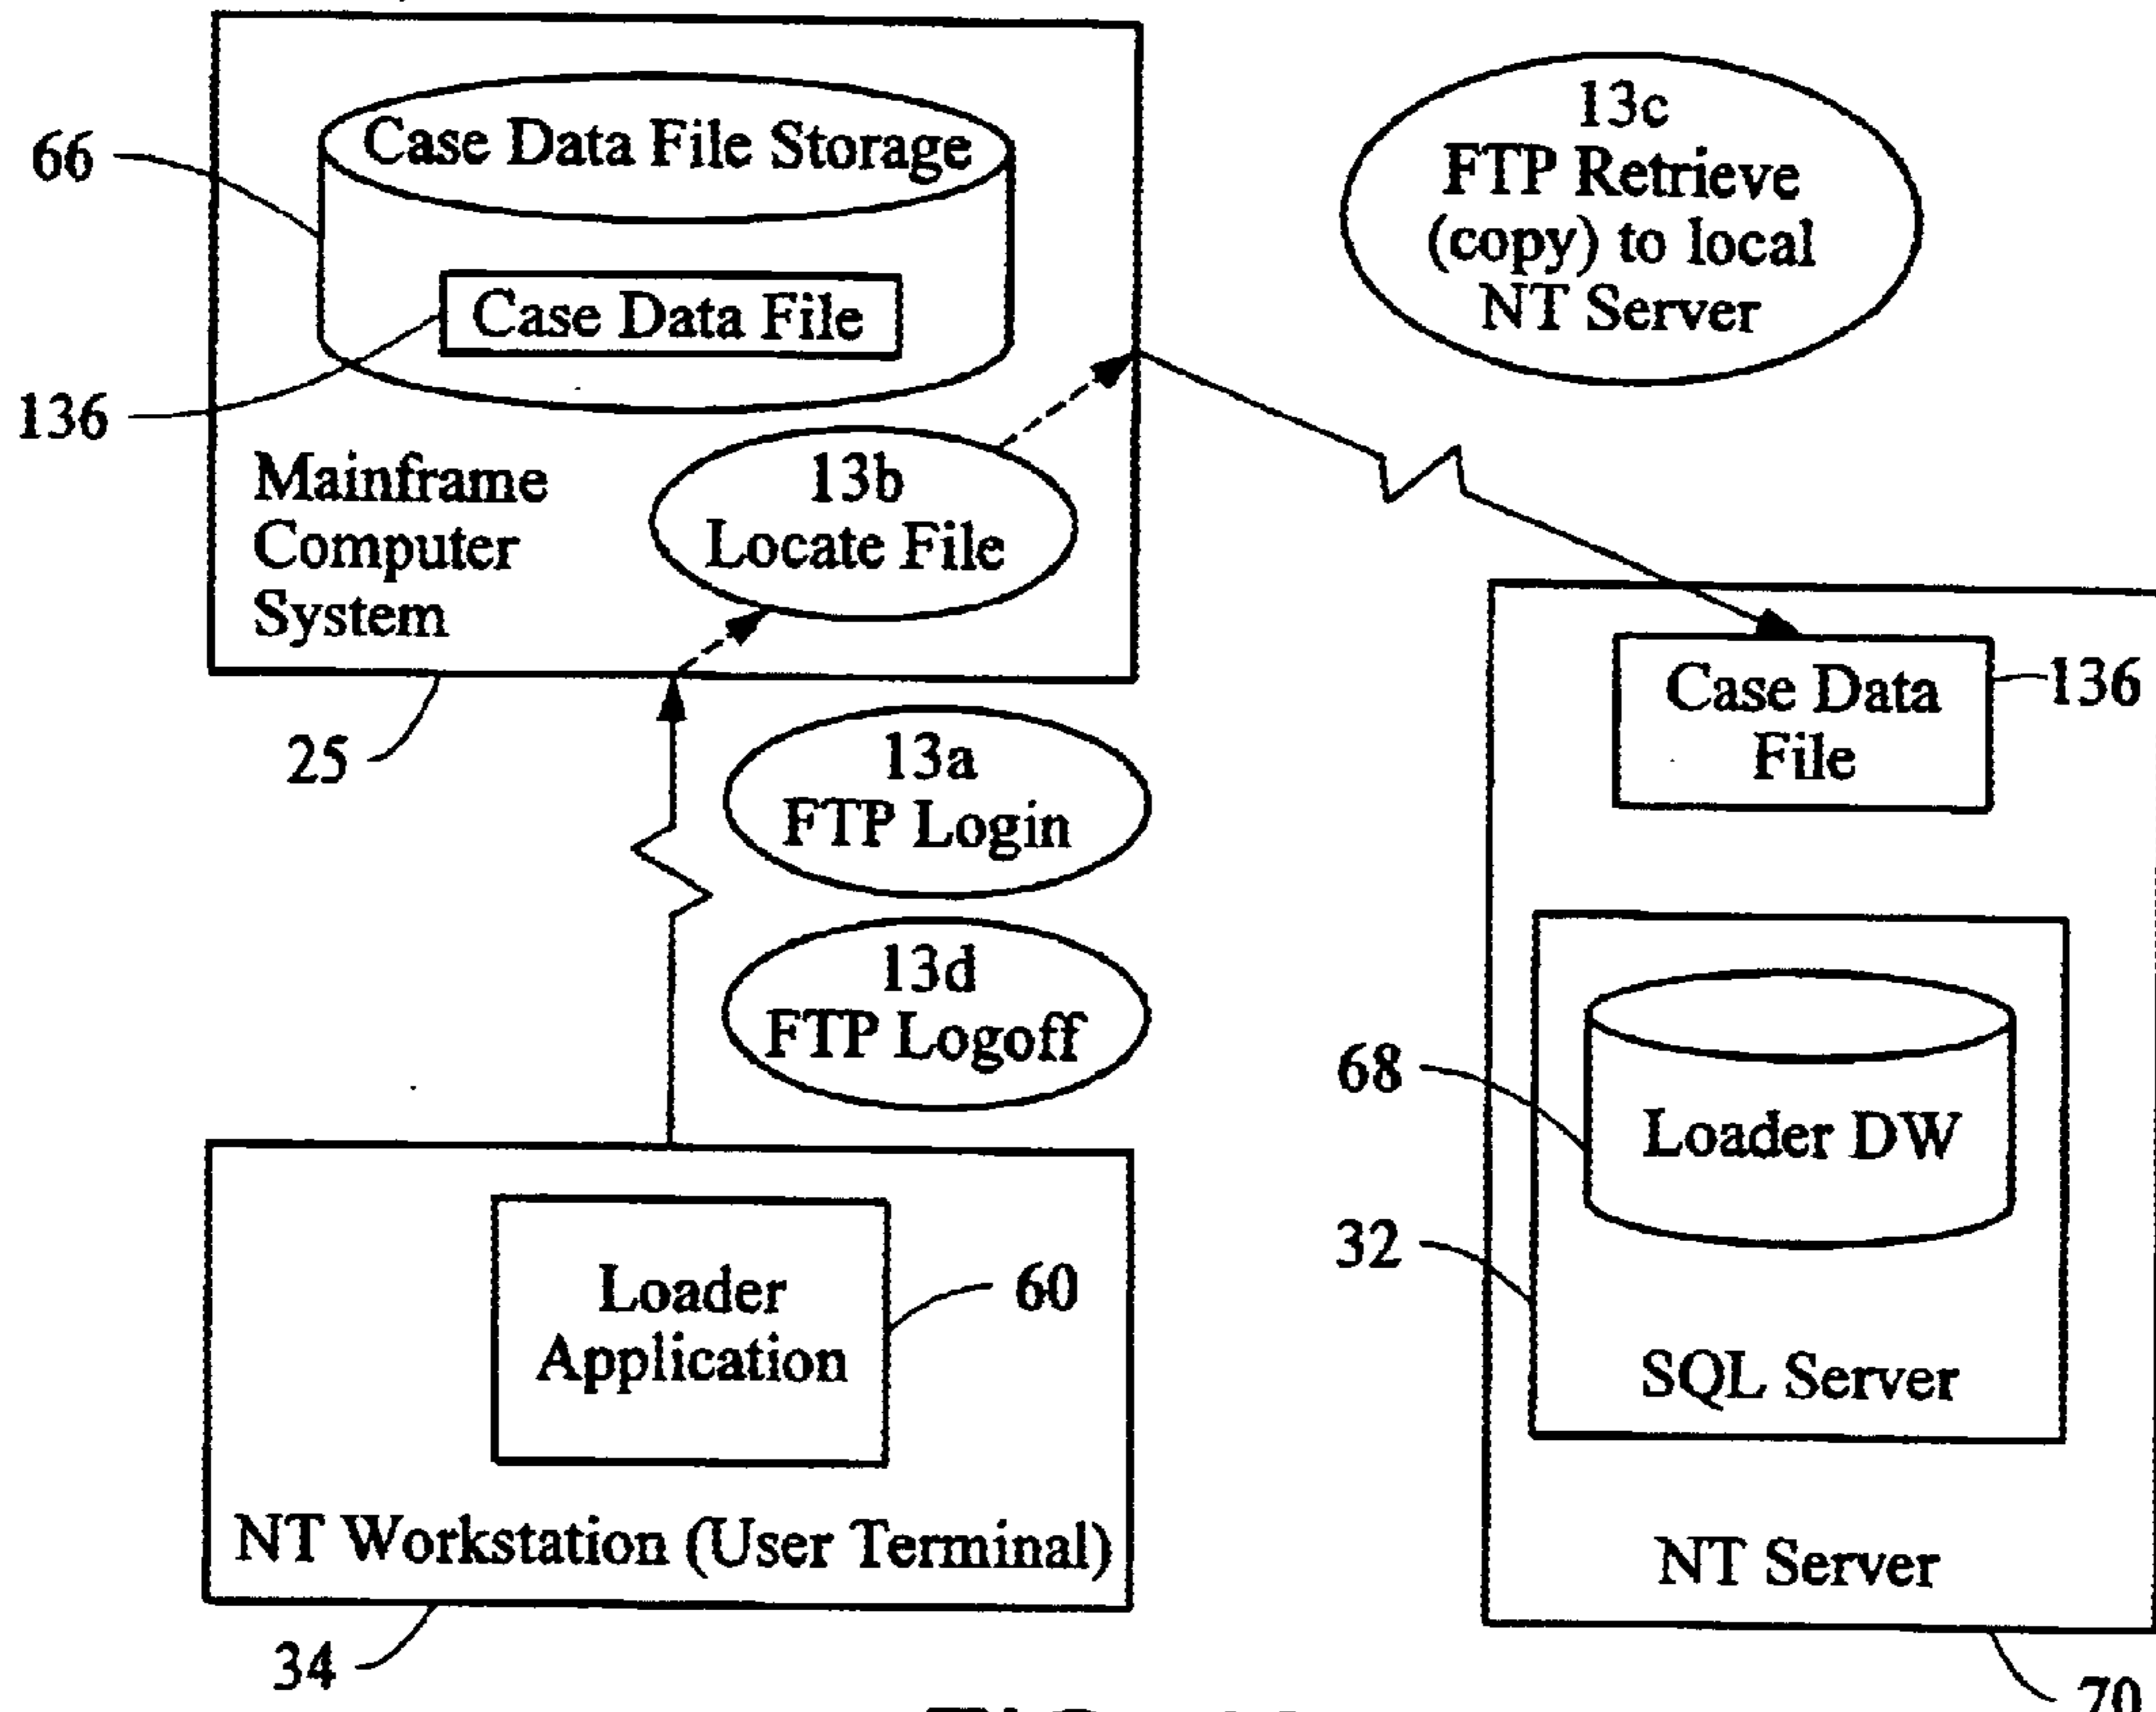 66
Case Data File Storage
Case Data File
136
Mainframe
Computer
System
13b
Locate File
25
13c
FTP Retrieve
(copy) to local
NT Server
Case Data
File
136
13a
FTP Login
13d
FTP Logoff
Loader
Application
60
NT Workstation (User Terminal)
34
68
Loader DW
32
SQL Server
NT Server
70